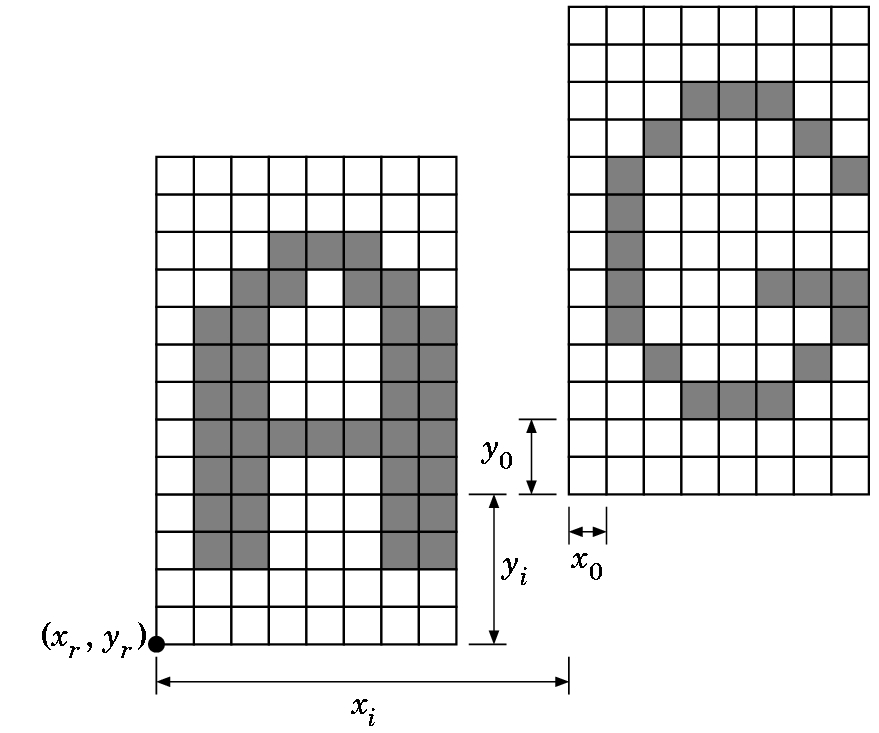 y₀
yᵢ
x₀
(xᵣ, yᵣ)
xᵢ